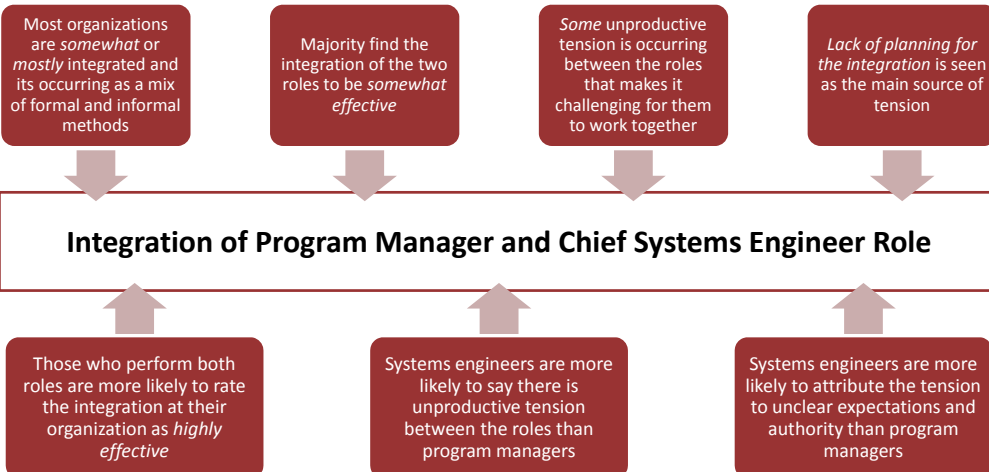 Most organizations
are somewhat or
mostly integrated and
its occurring as a mix
of formal and informal
methods
Majority find the
integration of the two
roles to be somewhat
effective
Some unproductive
tension is occurring
between the roles
that makes it
challenging for them
to work together
Lack of planning for
the integration is seen
as the main source of
tension
Integration of Program Manager and Chief Systems Engineer Role
Those who perform both
roles are more likely to rate
the integration at their
organization as highly
effective
Systems engineers are more
likely to say there is
unproductive tension
between the roles than
program managers
Systems engineers are more
likely to attribute the tension
to unclear expectations and
authority than program
managers